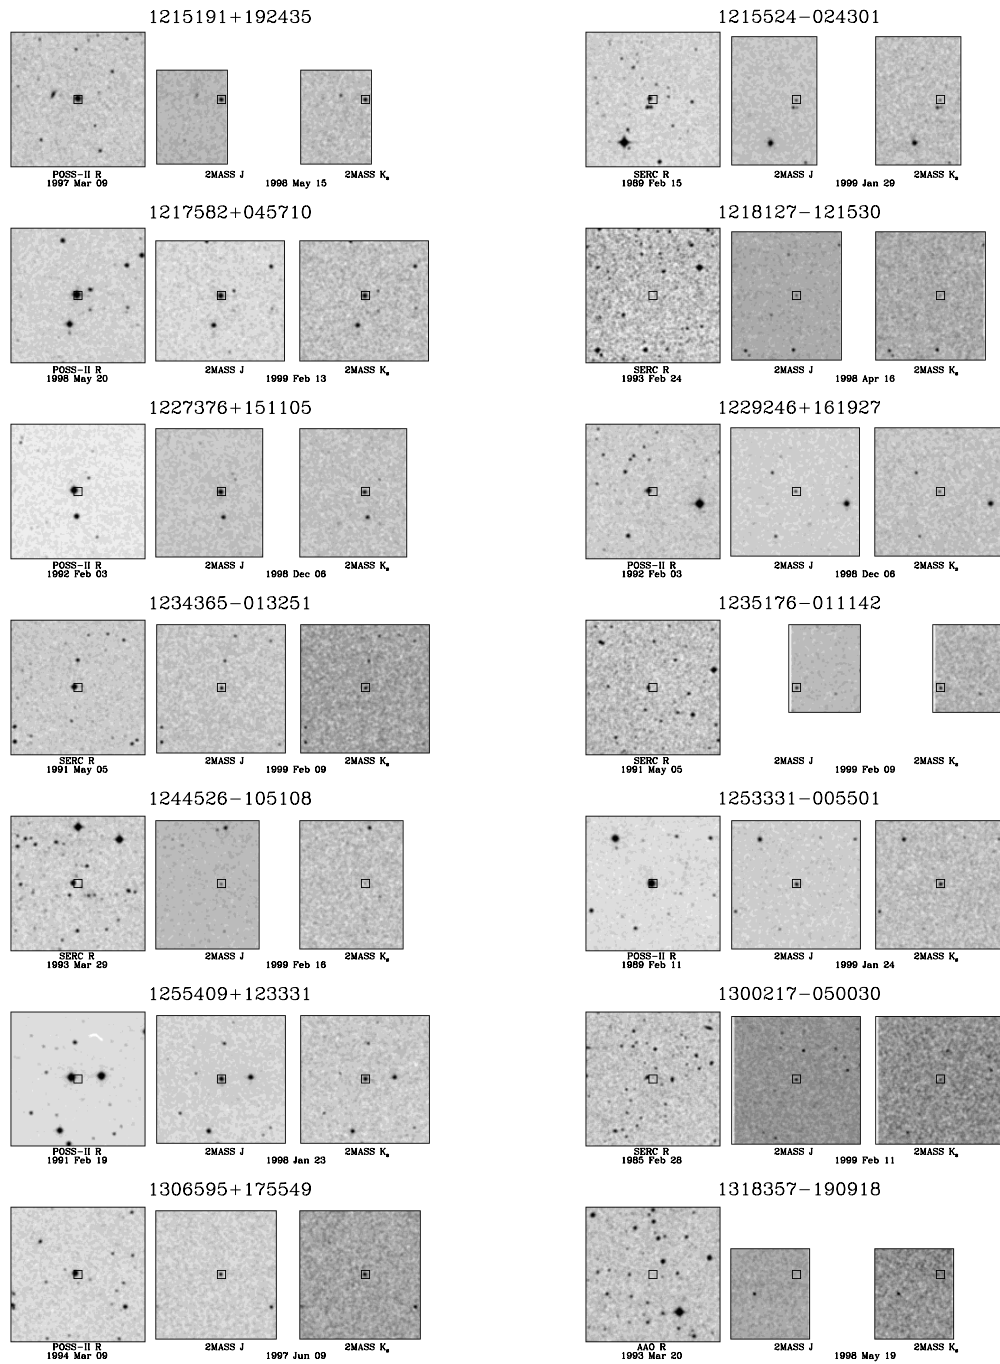 1215191+192435
1215524−024301
POSS−II R 2MASS J 2MASS Ks
1997 Mar 09 1998 May 15
SERC R 2MASS J 2MASS Ks
1989 Feb 15 1999 Jan 29
1217582+045710
1218127−121530
POSS−II R 2MASS J 2MASS Ks
1998 May 20 1999 Feb 13
SERC R 2MASS J 2MASS Ks
1993 Feb 24 1998 Apr 16
1227376+151105
1229246+161927
POSS−II R 2MASS J 2MASS Ks
1992 Feb 03 1998 Dec 06
POSS−II R 2MASS J 2MASS Ks
1992 Feb 03 1998 Dec 06
1234365−013251
1235176−011142
SERC R 2MASS J 2MASS Ks
1991 May 05 1999 Feb 09
SERC R 2MASS J 2MASS Ks
1991 May 05 1999 Feb 09
1244526−105108
1253331−005501
SERC R 2MASS J 2MASS Ks
1993 Mar 29 1999 Feb 16
POSS−II R 2MASS J 2MASS Ks
1989 Feb 11 1999 Jan 24
1255409+123331
1300217−050030
POSS−II R 2MASS J 2MASS Ks
1991 Feb 19 1998 Jan 23
SERC R 2MASS J 2MASS Ks
1985 Feb 28 1999 Feb 11
1306595+175549
1318357−190918
POSS−II R 2MASS J 2MASS Ks
1994 Mar 09 1997 Jun 09
AAO R 2MASS J 2MASS Ks
1993 Mar 20 1998 May 19